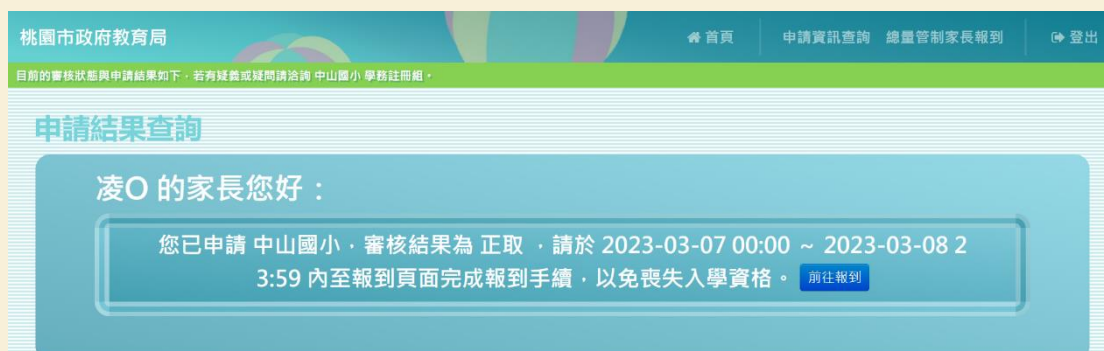 桃園市政府教育局
首頁 申請資訊查詢 總量管制家長報到 登出
目前的審核狀態與申請結果如下，若有疑義或疑問請洽詢 中山國小 學務註冊組。
申請結果查詢
凌O 的家長您好：
您已申請 中山國小，審核結果為 正取 ，請於 2023-03-07 00:00 ~ 2023-03-08 2
3:59 內至報到頁面完成報到手續，以免喪失入學資格。 前往報到